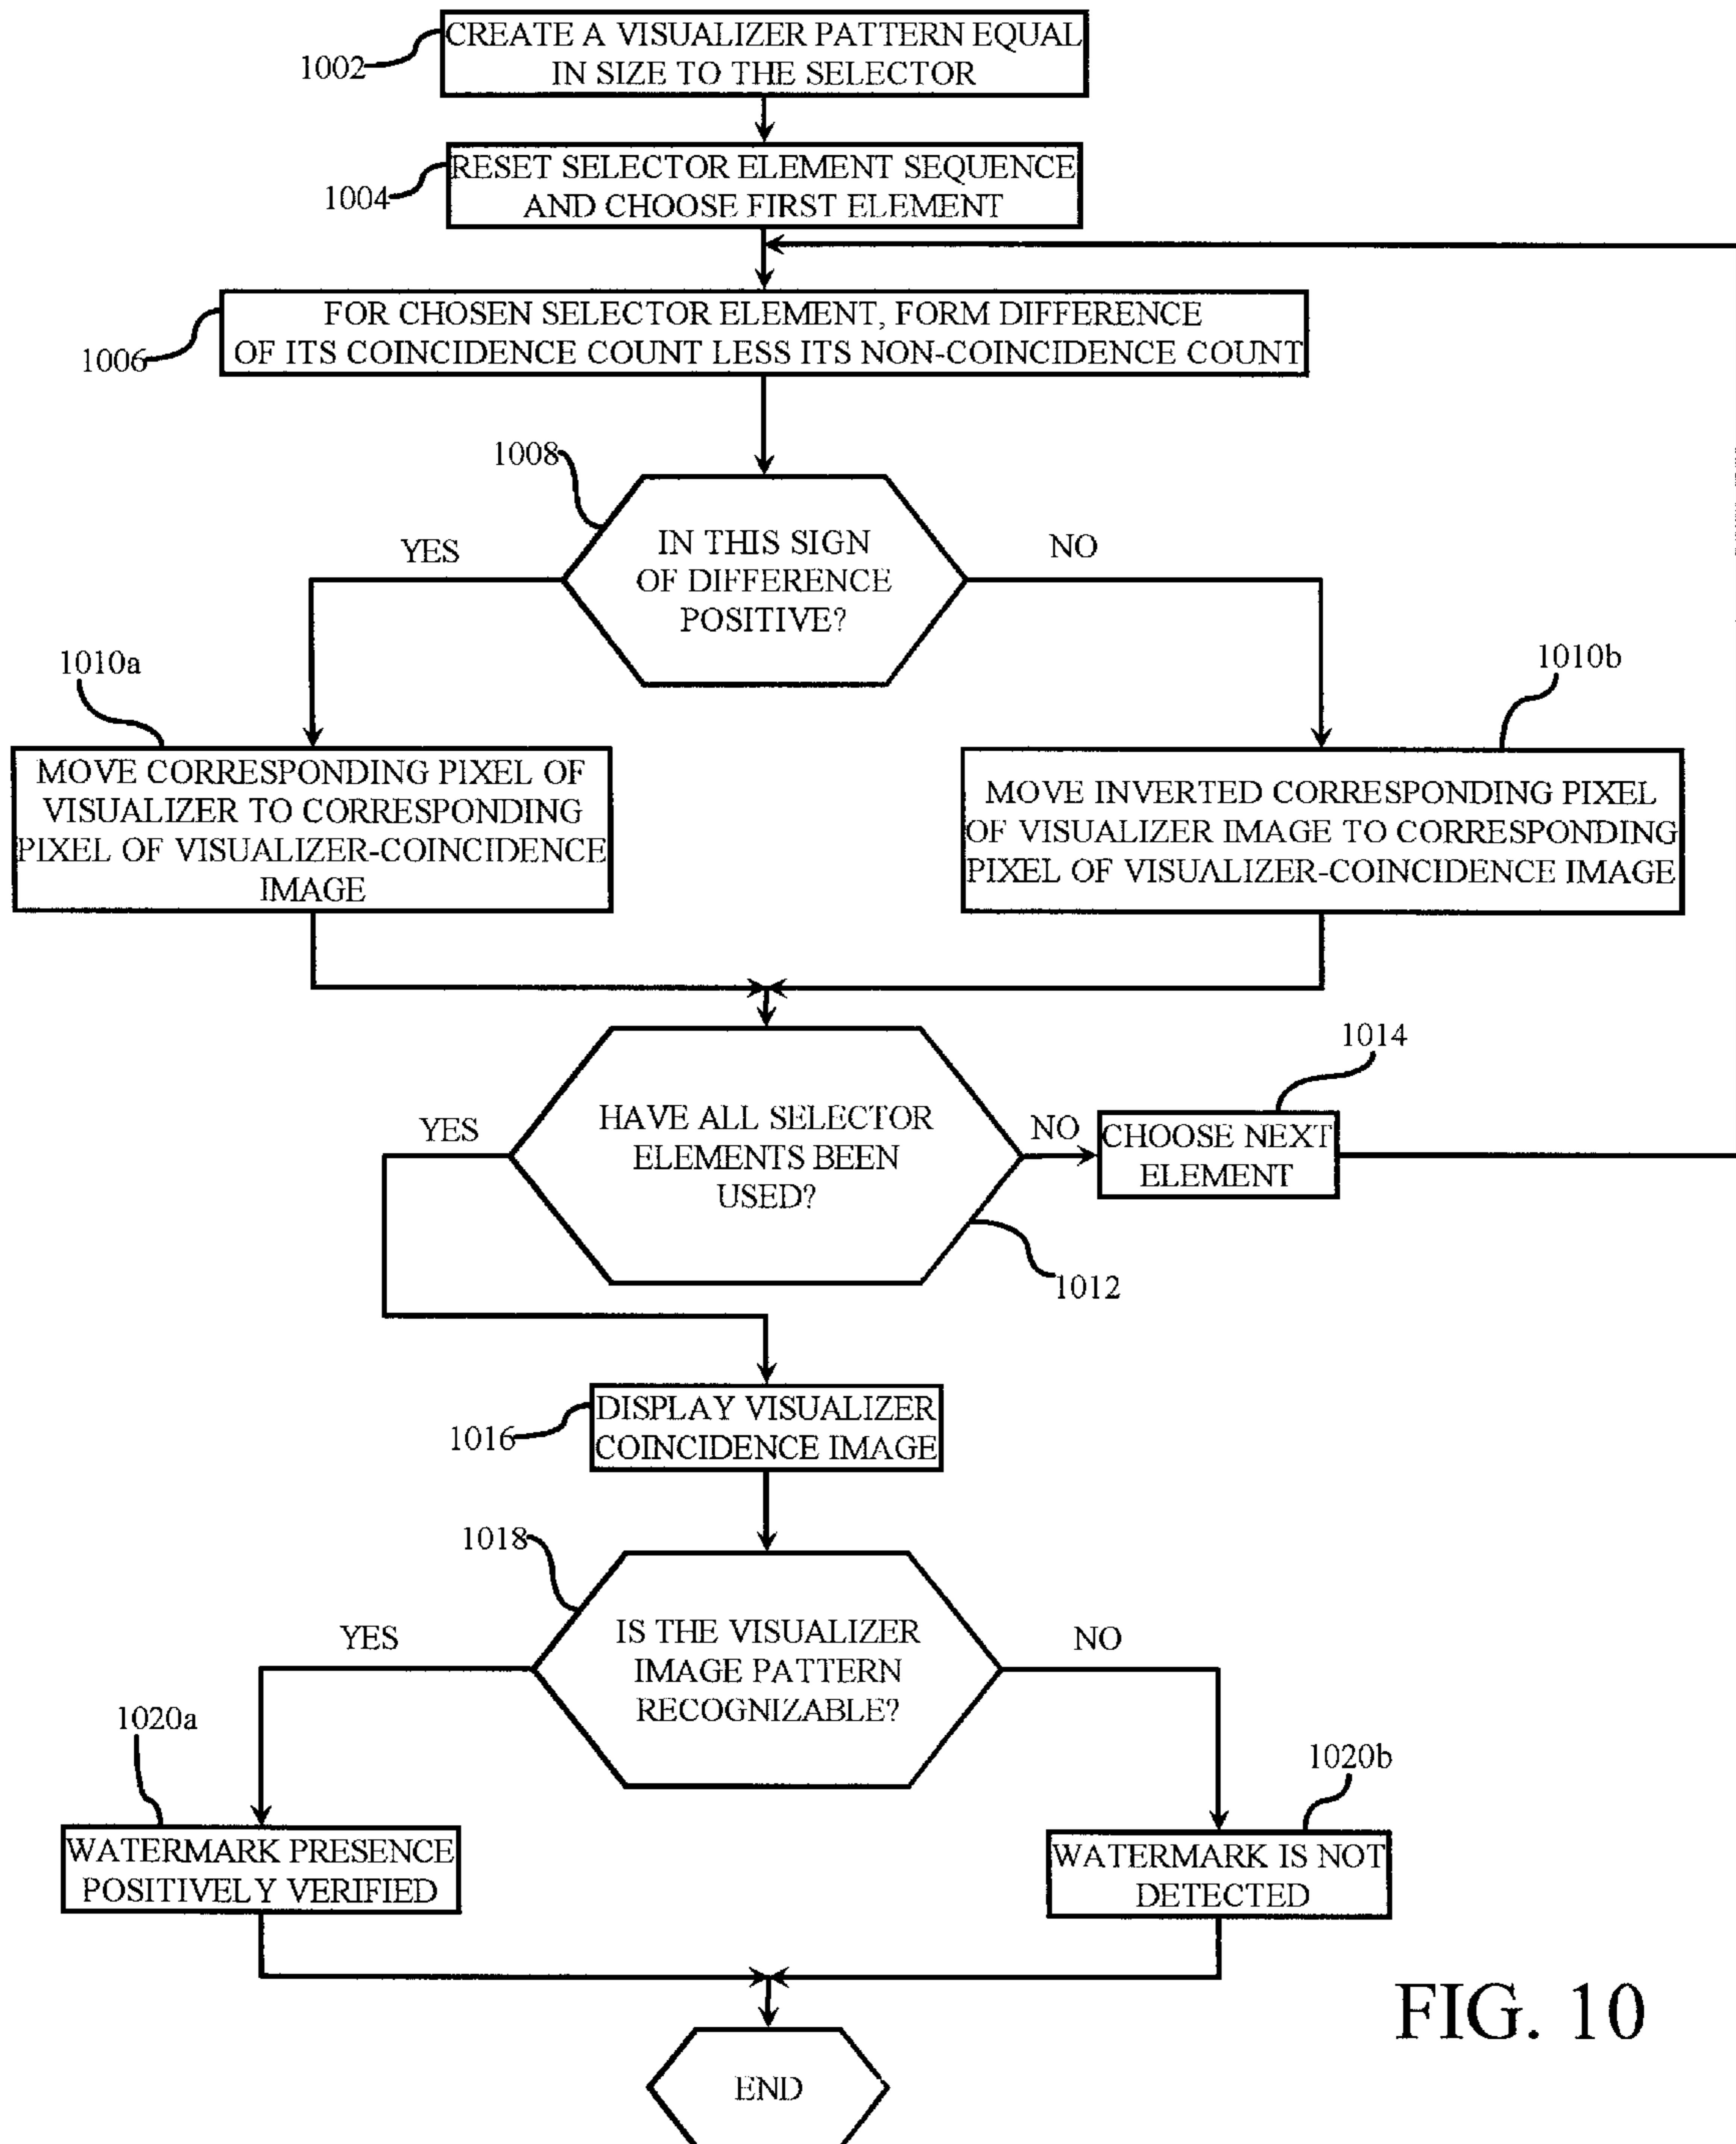 CREATE A VISUALIZER PATTERN EQUAL
IN SIZE TO THE SELECTOR
1002
RESET SELECTOR ELEMENT SEQUENCE
AND CHOOSE FIRST ELEMENT
1004
FOR CHOSEN SELECTOR ELEMENT, FORM DIFFERENCE
OF ITS COINCIDENCE COUNT LESS ITS NON-COINCIDENCE COUNT
1006
1008
IN THIS SIGN
OF DIFFERENCE
POSITIVE?
YES
NO
1010a
1010b
MOVE CORRESPONDING PIXEL OF
VISUALIZER TO CORRESPONDING
PIXEL OF VISUALIZER-COINCIDENCE
IMAGE
MOVE INVERTED CORRESPONDING PIXEL
OF VISUALIZER IMAGE TO CORRESPONDING
PIXEL OF VISUALIZER-COINCIDENCE IMAGE
1014
YES
HAVE ALL SELECTOR
ELEMENTS BEEN
USED?
NO
CHOOSE NEXT
ELEMENT
1012
DISPLAY VISUALIZER
COINCIDENCE IMAGE
1016
1018
YES
IS THE VISUALIZER
IMAGE PATTERN
RECOGNIZABLE?
NO
1020a
1020b
WATERMARK PRESENCE
POSITIVELY VERIFIED
WATERMARK IS NOT
DETECTED
FIG. 10
END